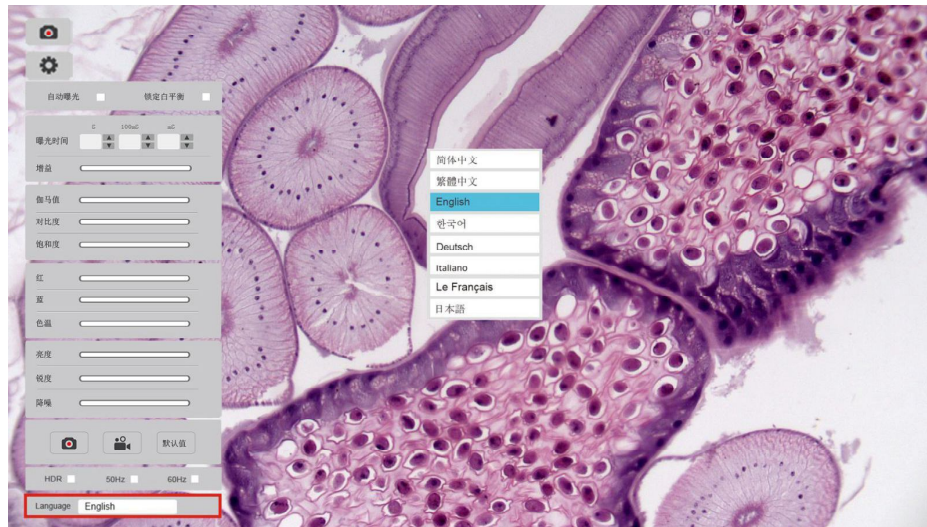 自动曝光 锁定白平衡
S 100mS mS
曝光时间
增益
伽马值
对比度
饱和度
红
蓝
色温
亮度
锐度
降噪
默认值
HDR 50Hz 60Hz
Language English
简体中文
繁體中文
English
한국어
Deutsch
Italiano
Le Français
日本語